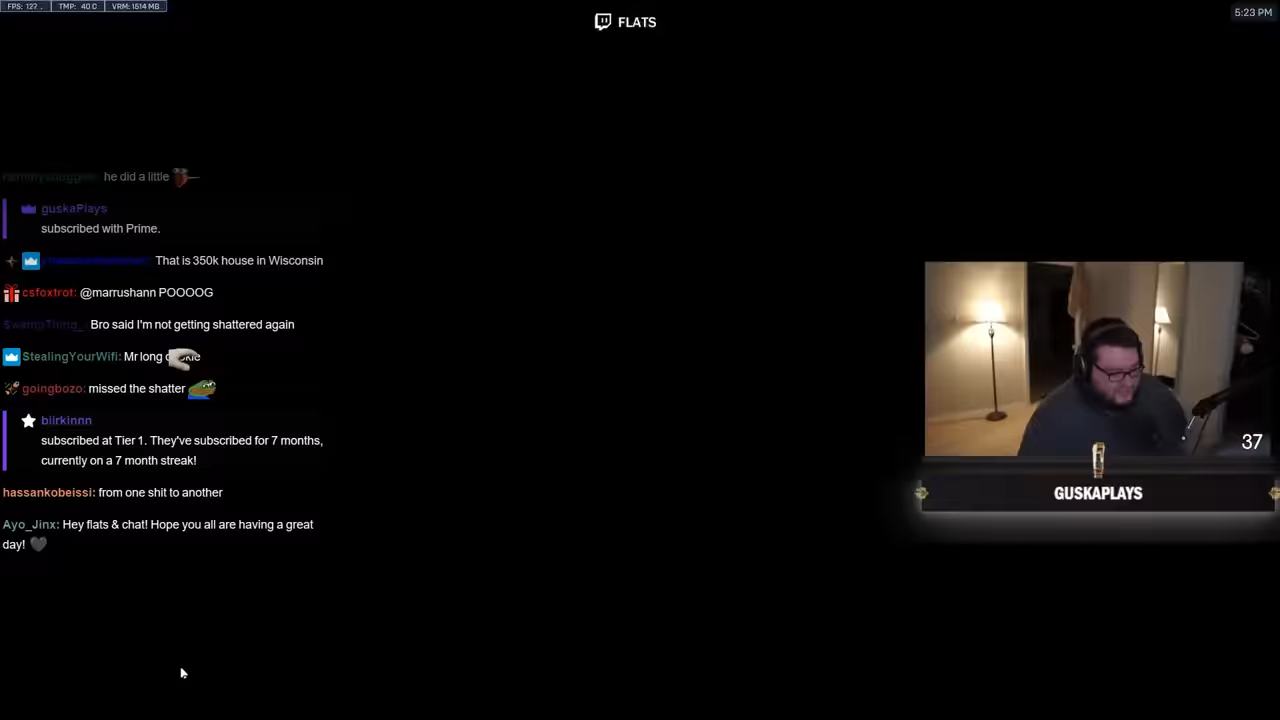 FPS: 127 . TMP: 40 C VRM: 1514 MB
FLATS
5:23 PM
he did a little
guskaPlays
subscribed with Prime.
That is 350k house in Wisconsin
csfoxtrot: @marrushann POOOOG
SwampThing_ Bro said I'm not getting shattered again
StealingYourWifi: Mr long
goingbozo: missed the shatter
biirkinnn
subscribed at Tier 1. They've subscribed for 7 months,
currently on a 7 month streak!
hassankobeissi: from one shit to another
Ayo_Jinx: Hey flats & chat! Hope you all are having a great
day!
37
GUSKAPLAYS